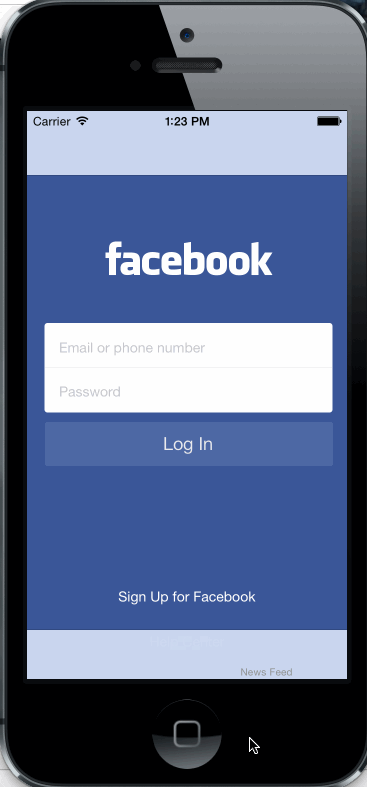 Carrier 1:23 PM
facebook
Email or phone number
Password
Log In
Sign Up for Facebook
News Feed